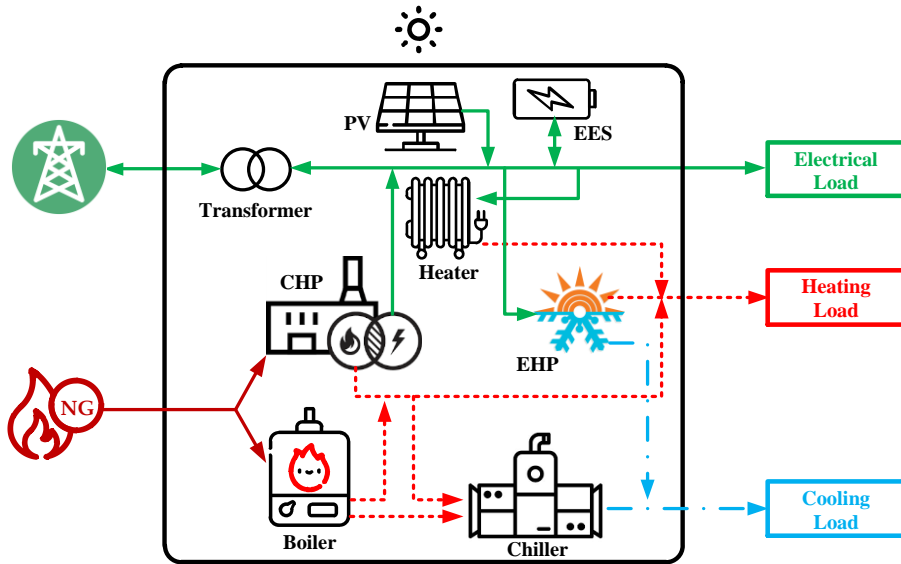 PV
EES
Electrical
Load
Transformer
Heater
CHP
Heating
Load
EHP
NG
Cooling
Load
Boiler
Chiller